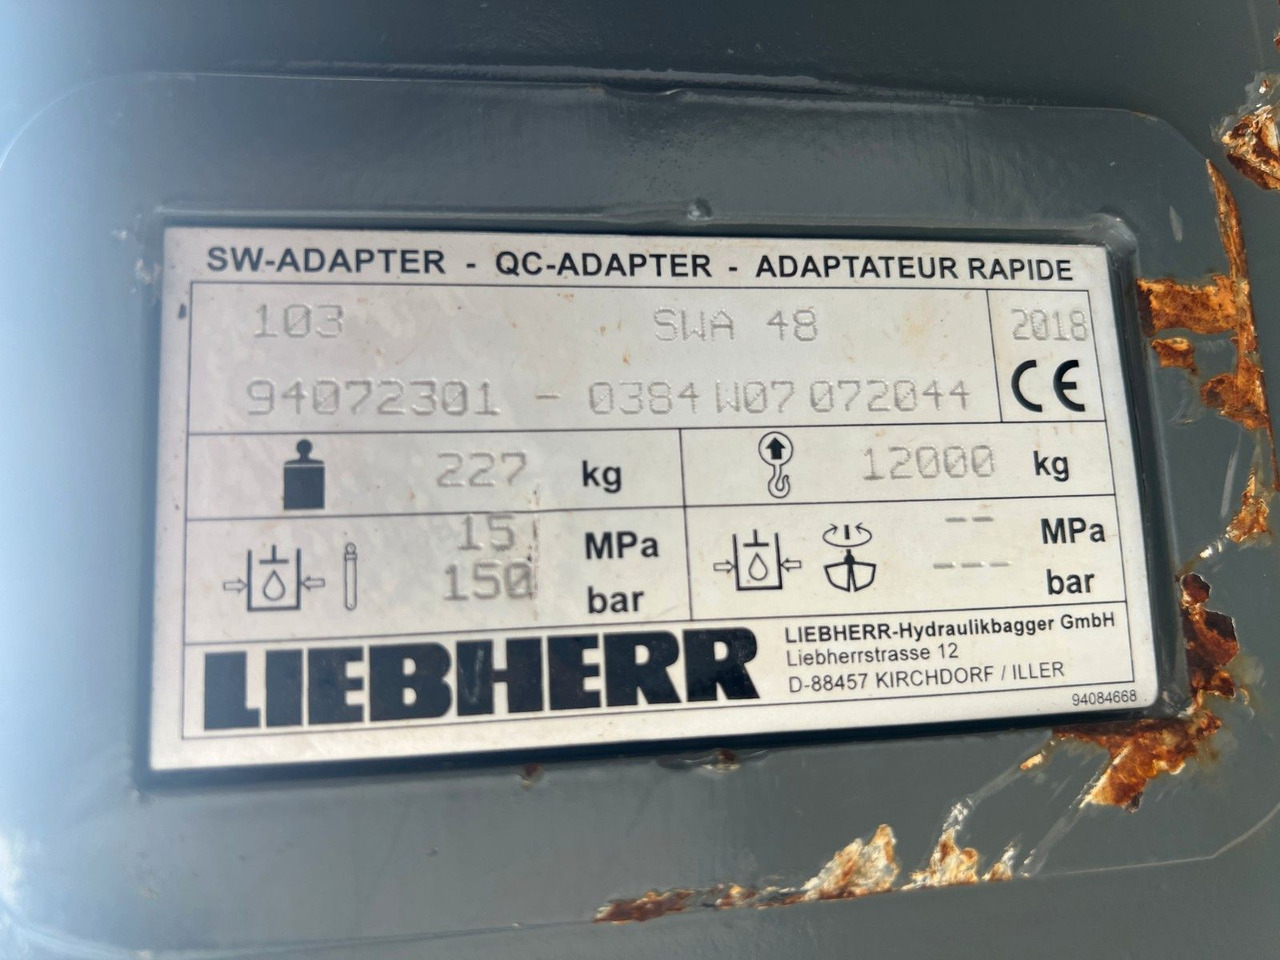 SW-ADAPTER - QC-ADAPTER - ADAPTATEUR RAPIDE
103 SWA 48 2018
94072301 - 0384 W07 072044 CE
227 kg 12000 kg
15 MPa -- MPa
150 bar --- bar
LIEBHERR
LIEBHERR-Hydraulikbagger GmbH
Liebherrstrasse 12
D-88457 KIRCHDORF / ILLER
94084668